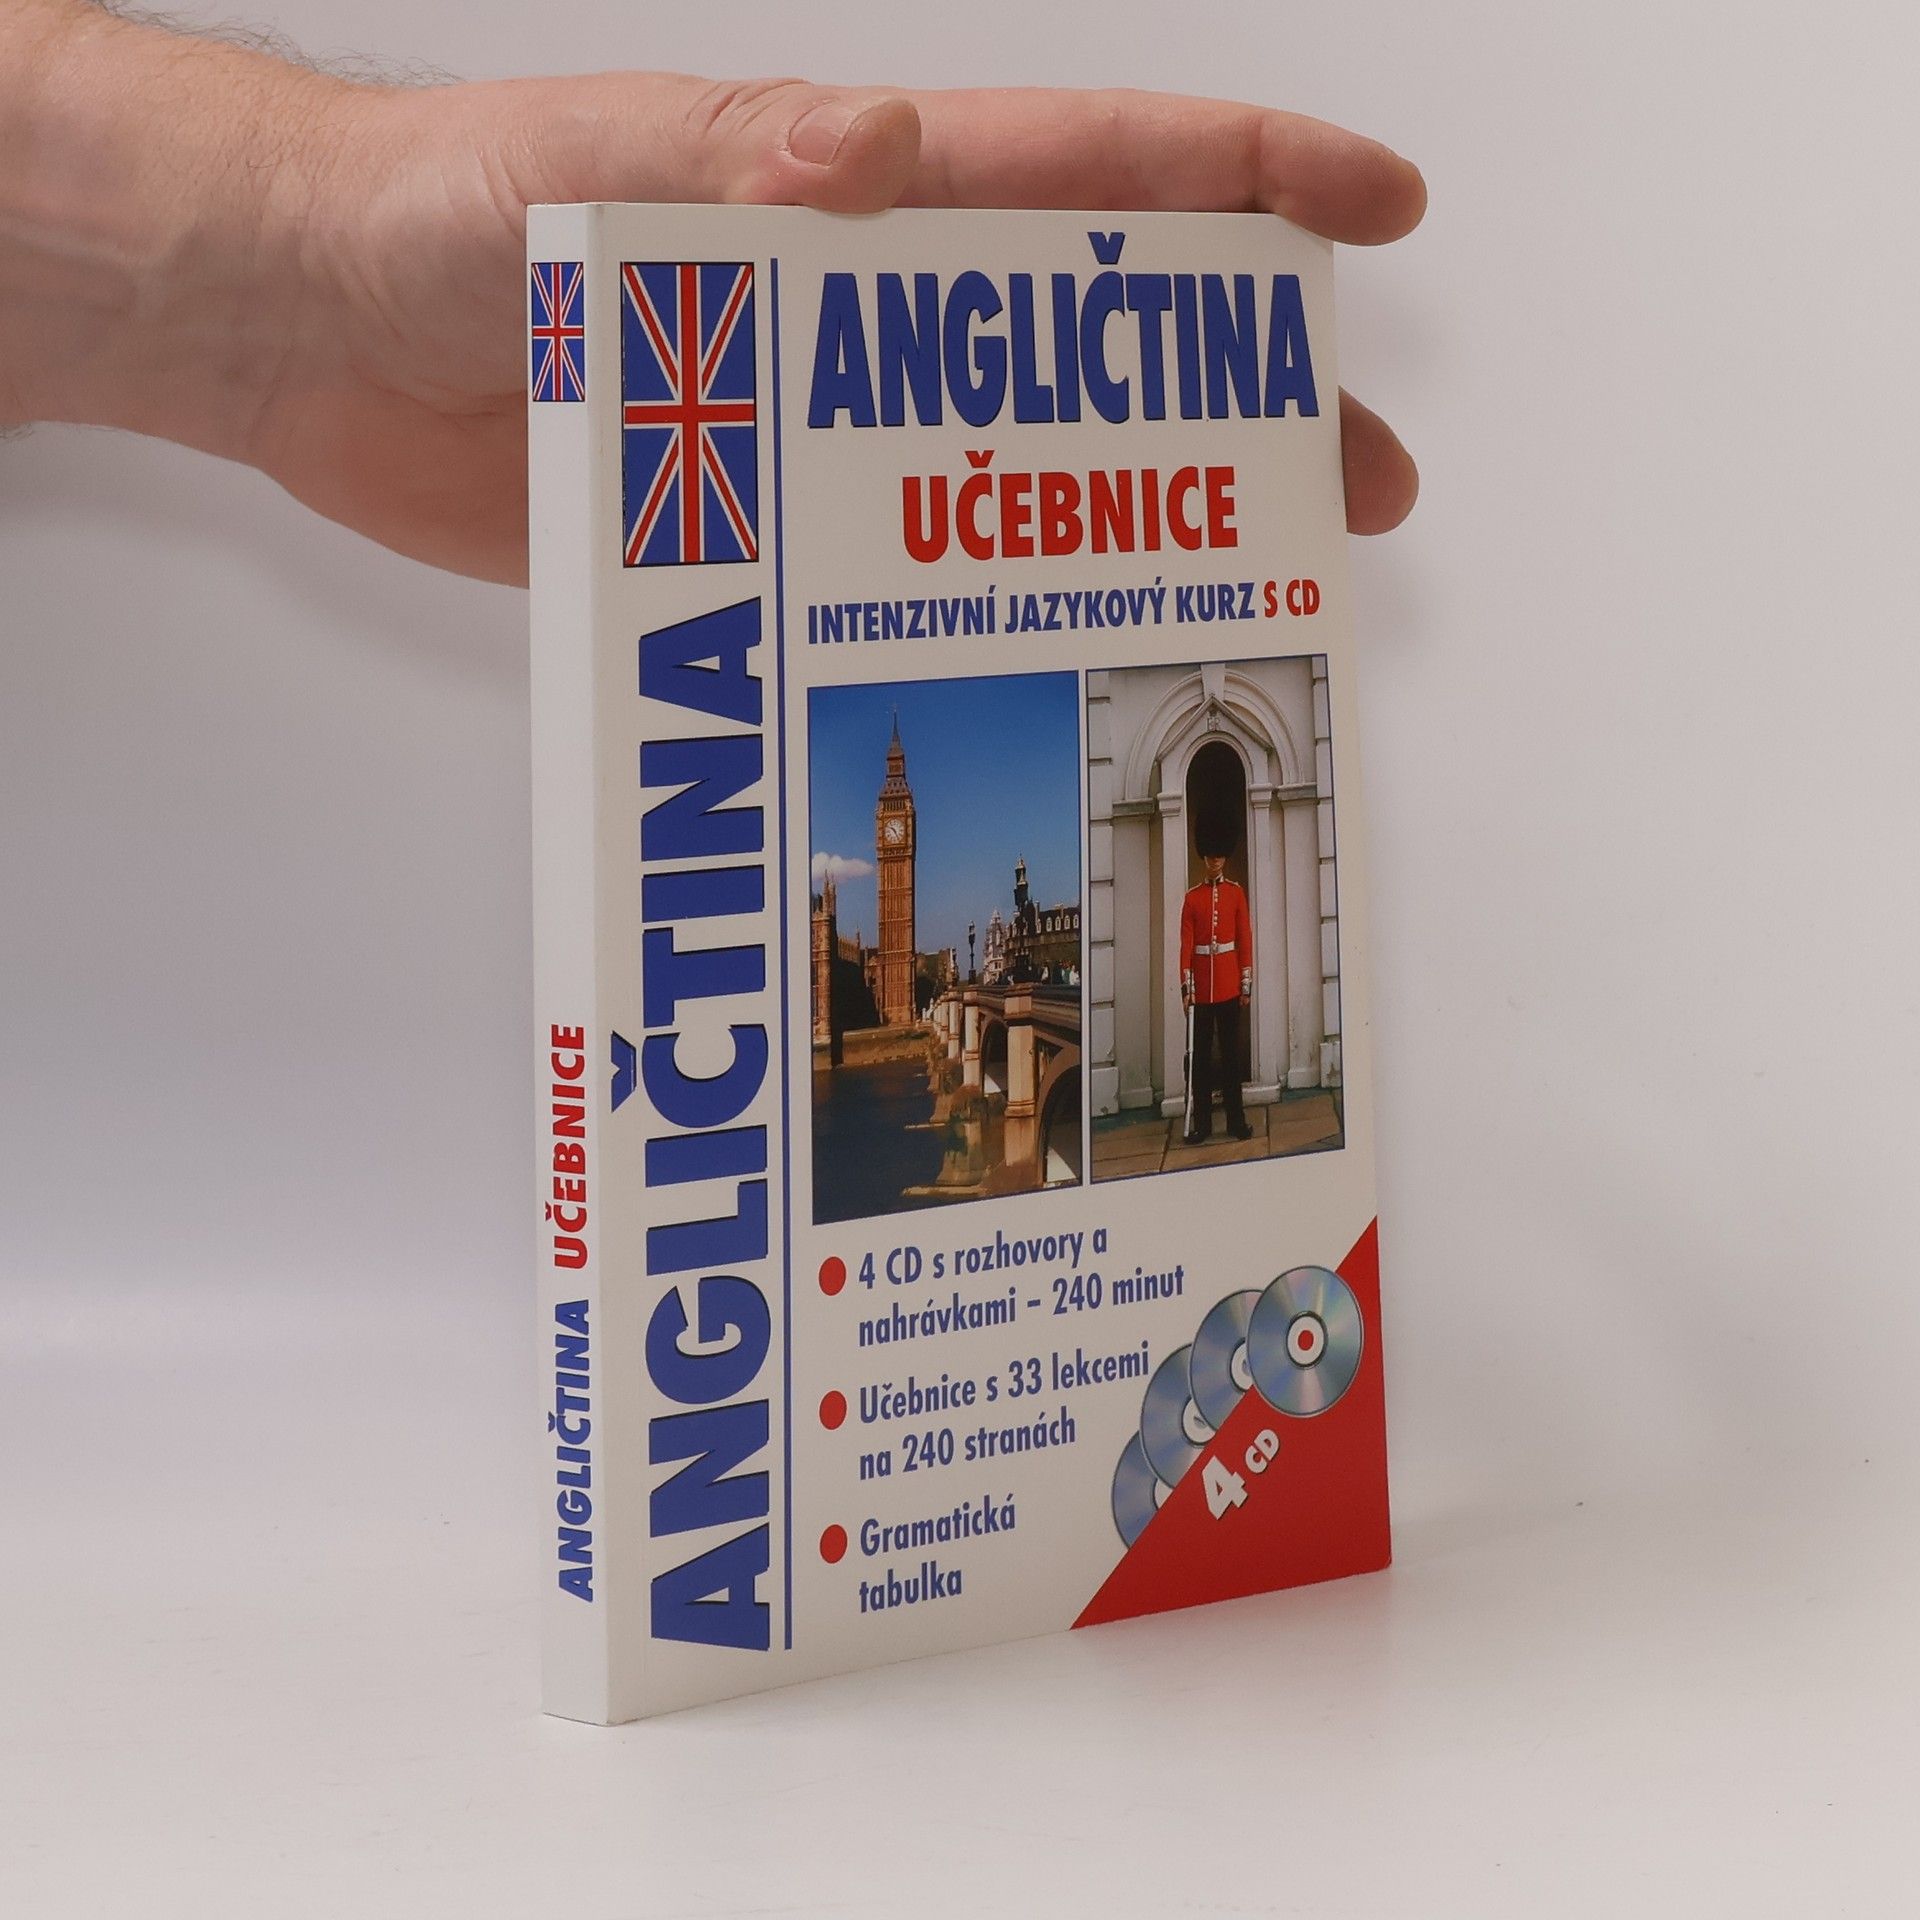 ANGLIČTINA UČEBNICE
ANGLIČTINA
ANGLIČTINA
UČEBNICE
INTENZIVNÍ JAZYKOVÝ KURZ S CD
4 CD s rozhovory a
nahrávkami – 240 minut
Učebnice s 33 lekcemi
na 240 stranách
Gramatická
tabulka
4 CD